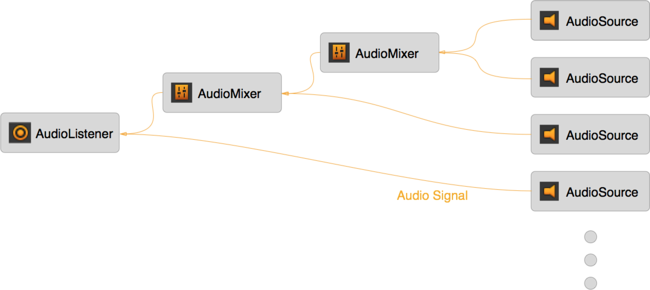 AudioSource
AudioMixer
AudioSource
AudioMixer
AudioListener
AudioSource
AudioSource
Audio Signal